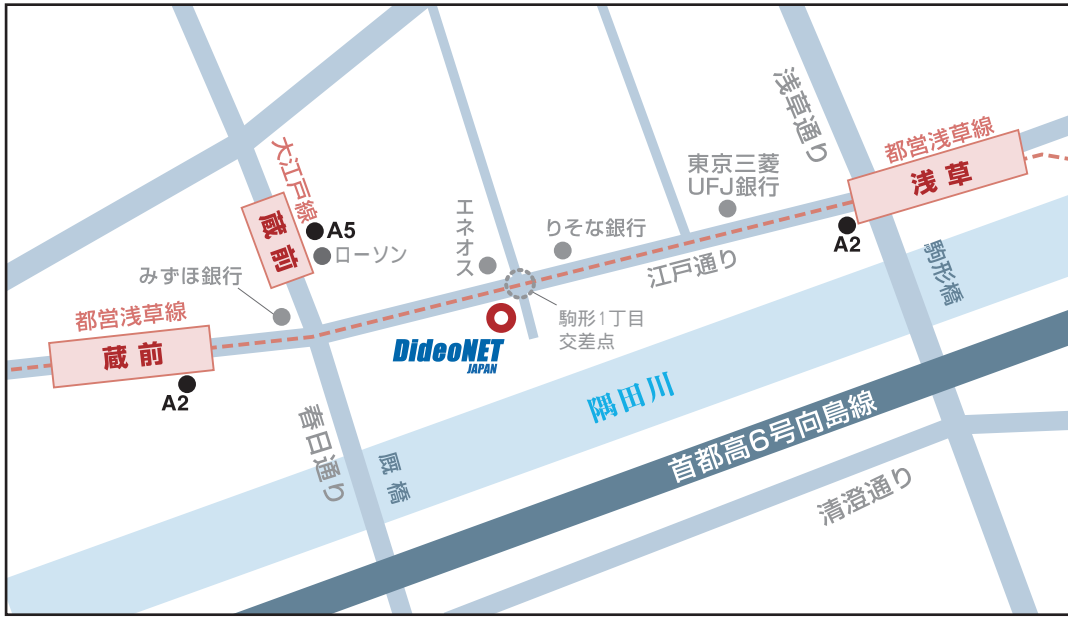 浅草通り
都営浅草線
浅草
大江戸線
蔵前
A5
ローソン
東京三菱
UFJ銀行
エネオス
りそな銀行
A2
江戸通り
駒形橋
みずほ銀行
都営浅草線
蔵前
A2
駒形1丁目
交差点
DideoNET
JAPAN
隅田川
春日通り
厩橋
首都高6号向島線
清澄通り